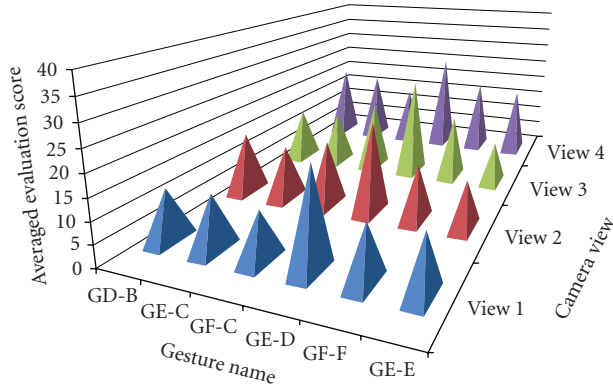 40
35
30
25
20
15
10
5
0
Averaged evaluation score
GD-B
GE-C
GF-C
GE-D
GF-F
GE-E
Gesture name
View 4
View 3
View 2
View 1
Camera view